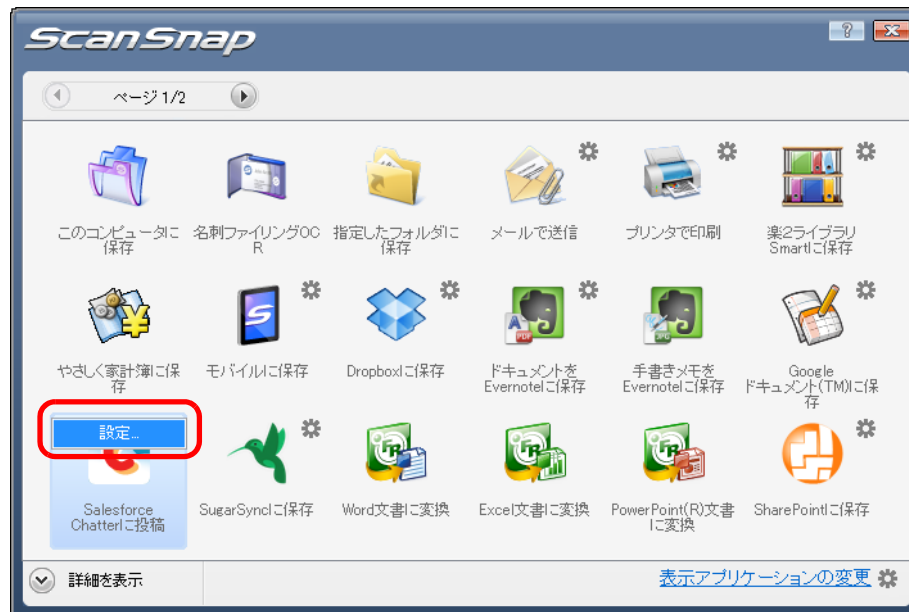 ScanSnap
?
ページ 1/2
このコンピュータに
保存
名刺ファイリングOC
R
指定したフォルダに
保存
メールで送信
プリンタで印刷
楽2ライブラリ
Smartに保存
やさしく家計簿に保
存
モバイルに保存
Dropboxに保存
PDF
ドキュメントを
Evernoteに保存
JPG
手書きメモを
Evernoteに保存
Google
ドキュメント(TM)に保
存
設定...
Salesforce
Chatterに投稿
SugarSyncに保存
Word文書に変換
Excel文書に変換
PowerPoint(R)文書
に変換
SharePointに保存
詳細を表示
表示アプリケーションの変更